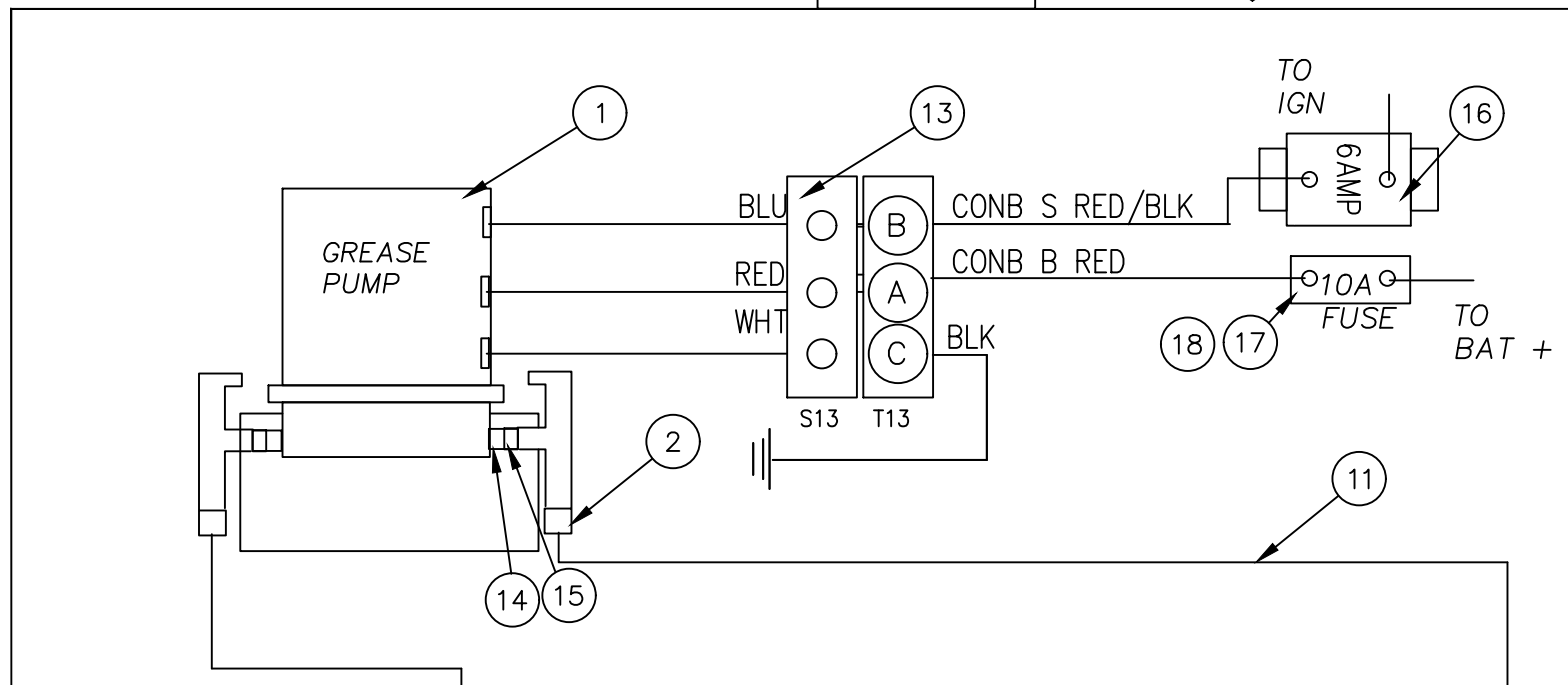 TO
IGN
1
13
16
6AMP
BLU
CONB S RED/BLK
B
GREASE
PUMP
RED
CONB B RED
A
10A
FUSE
WHT
TO
BAT +
18
17
C
BLK
S13
T13
2
11
14
15